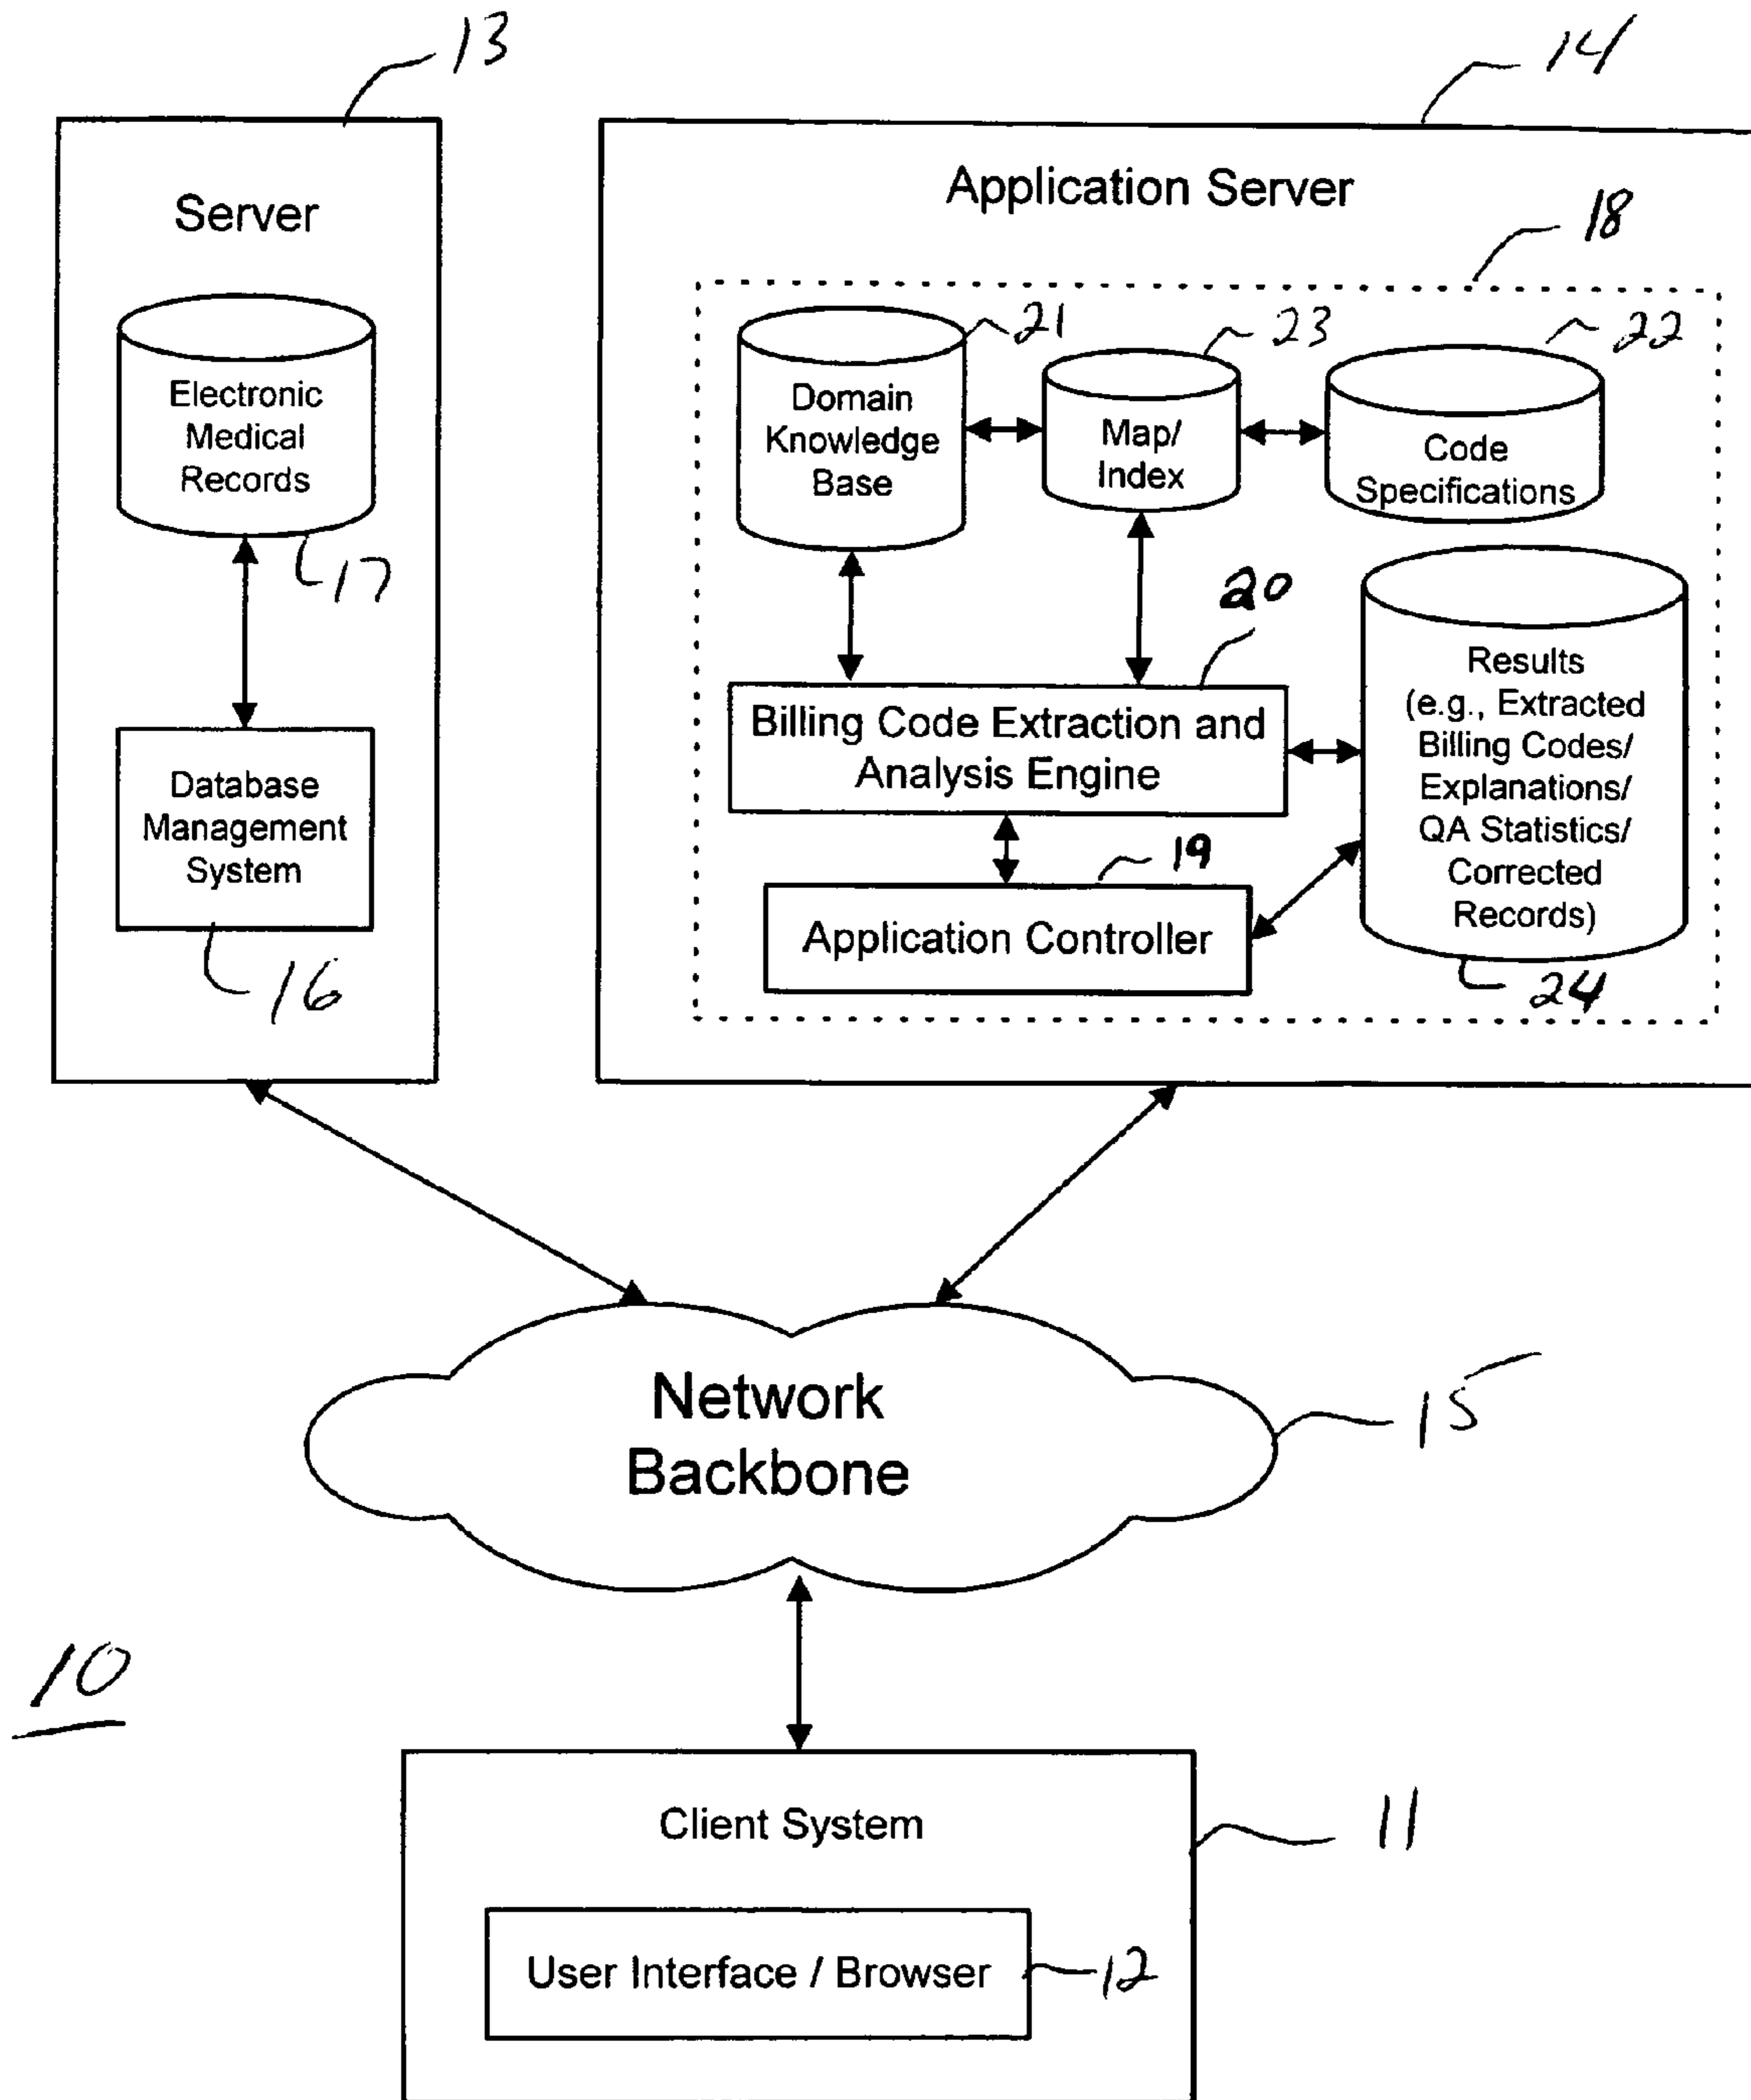 13
14
Server
Application Server
18
21
23
22
Electronic
Medical
Records
Domain
Knowledge
Base
Map/
Index
Code
Specifications
17
20
Results
(e.g., Extracted
Billing Codes/
Explanations/
QA Statistics/
Corrected
Records)
Billing Code Extraction and
Analysis Engine
Database
Management
System
19
Application Controller
16
24
Network
Backbone
15
10
Client System
11
User Interface / Browser
12